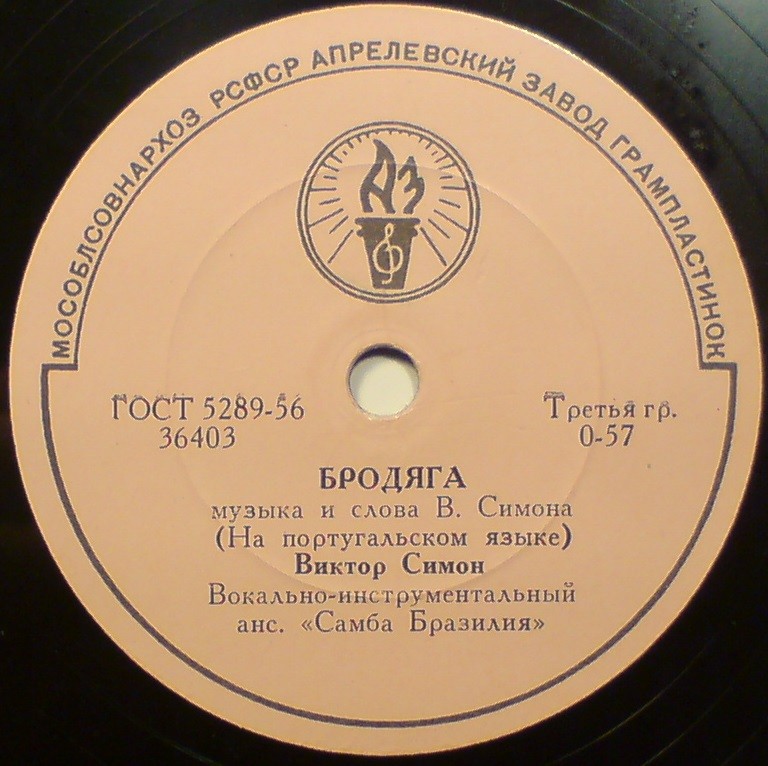 МОСОБЛСОВНАРХОЗ РСФСР АПРЕЛЕВСКИЙ ЗАВОД ГРАМПЛАСТИНОК
АЗ
ГОСТ 5289-56
36403
Третья гр.
0-57
БРОДЯГА
музыка и слова В. Симона
(На португальском языке)
Виктор Симон
Вокально-инструментальный
анс. «Самба Бразилия»